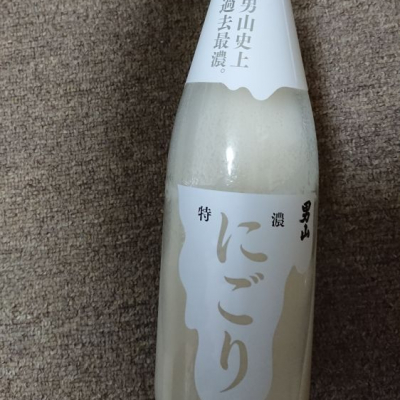 男山史上
過去最濃。
男山
特濃
にごり